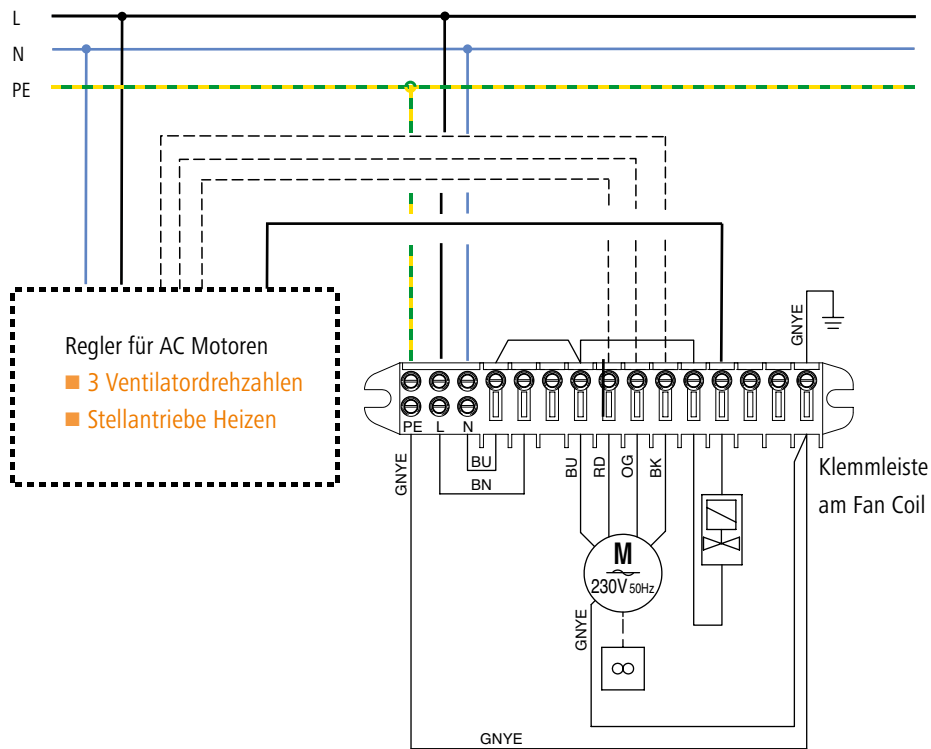 L
N
PE
Regler für AC Motoren
■ 3 Ventilatordrehzahlen
■ Stellantriebe Heizen
GNYE
PE L N
GNYE
BU
BN
BU
RD
OG
BK
Klemmleiste
am Fan Coil
M
230V 50Hz
GNYE
GNYE